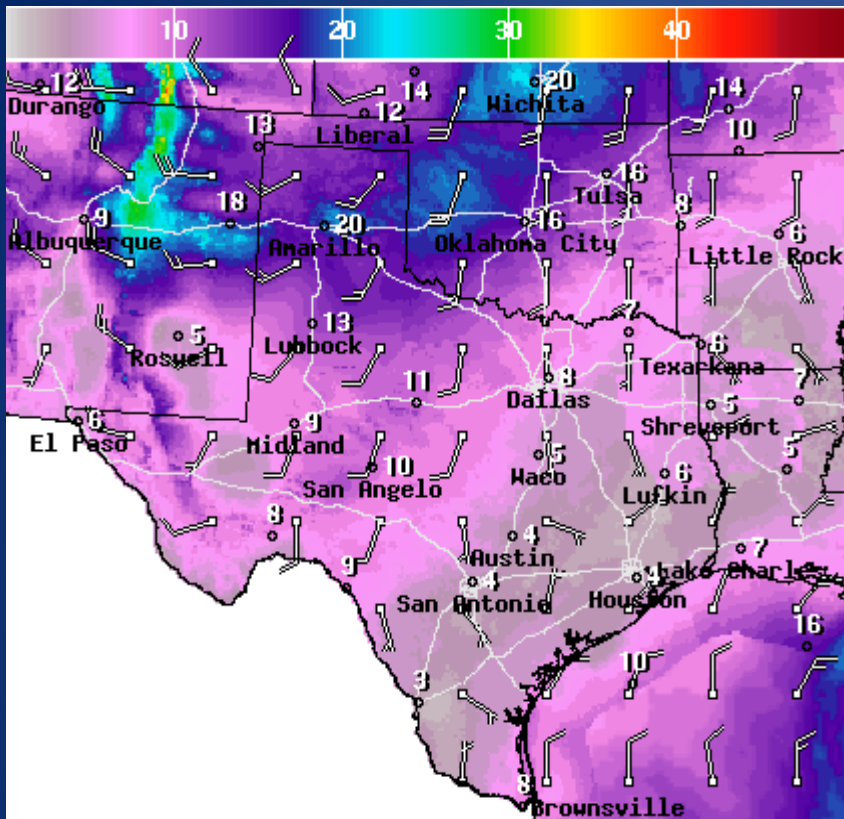 10 20 30 40
12 14 20 14
Durango Wichita
12
Liberal
13 10
16
Tulsa
9 18 20 16 8 6
Albuquerque Amarillo Oklahoma City Little Rock
5 13 7 6
Roswell Lubbock Texarkana
8
Dallas
11 5 7
6 9 Shreveport
El Paso Midland
10 5 6 5
San Angelo Waco Lufkin
8 4 7
Austin
9 4 4 Lake Charles
San Antonio Houston
16
10
3
8
Brownsville